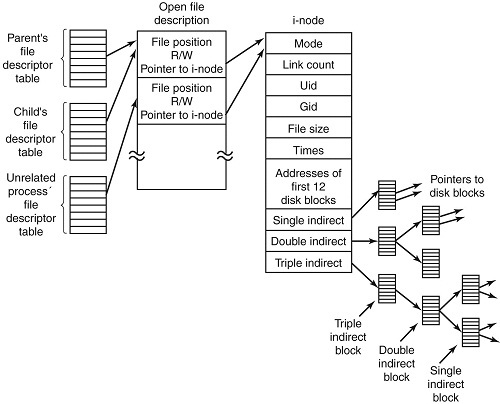 Open file
description
i-node
Parent's
file
descriptor
table
File position
R/W
Pointer to i-node
File position
R/W
Pointer to i-node
Child's
file
descriptor
table
Unrelated
process´
file
descriptor
table
Mode
Link count
Uid
Gid
File size
Times
Addresses of
first 12
disk blocks
Single indirect
Double indirect
Triple indirect
Pointers to
disk blocks
Triple
indirect
block
Double
indirect
block
Single
indirect
block